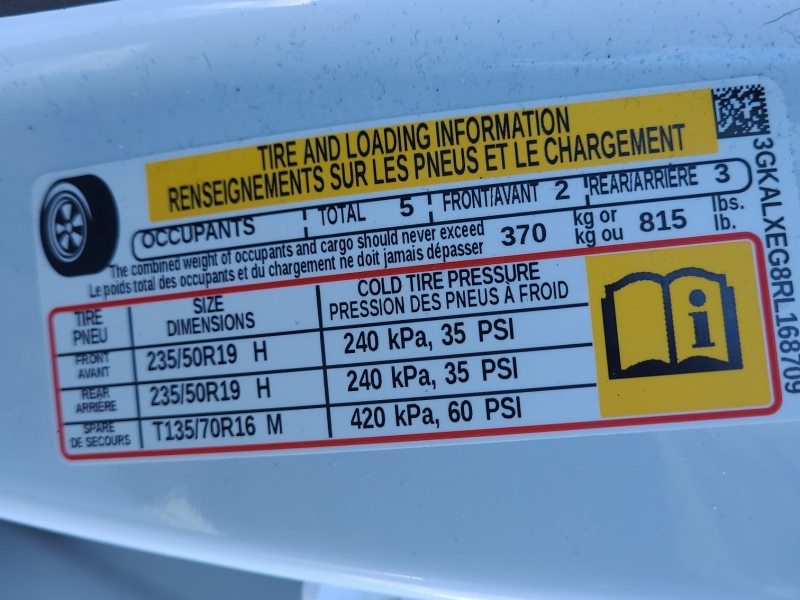 TIRE AND LOADING INFORMATION
RENSEIGNEMENTS SUR LES PNEUS ET LE CHARGEMENT
OCCUPANTS TOTAL 5 FRONT/AVANT 2 REAR/ARRIÈRE 3
The combined weight of occupants and cargo should never exceed 370 kg or 815 lbs.
Le poids total des occupants et du chargement ne doit jamais dépasser kg ou lb.
TIRE SIZE COLD TIRE PRESSURE
PNEU DIMENSIONS PRESSION DES PNEUS À FROID
FRONT
AVANT 235/50R19 H 240 kPa, 35 PSI
REAR
ARRIÈRE 235/50R19 H 240 kPa, 35 PSI
SPARE
DE SECOURS T135/70R16 M 420 kPa, 60 PSI
3GKALXEG8RL168709